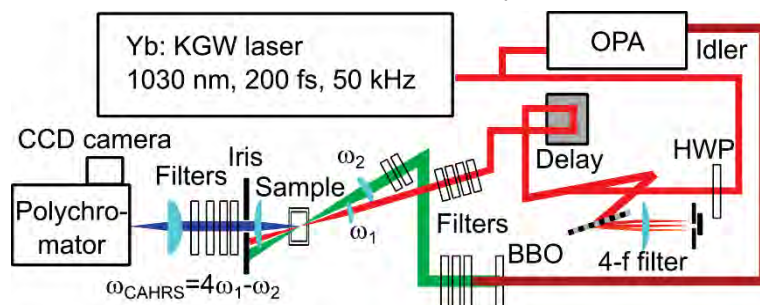 Yb: KGW laser
1030 nm, 200 fs, 50 kHz
OPA
Idler
CCD camera
Iris
Filters
Sample
ω2
Delay
HWP
Polychro-
mator
ω1
Filters
BBO
4-f filter
ωCAHRS=4ω1-ω2